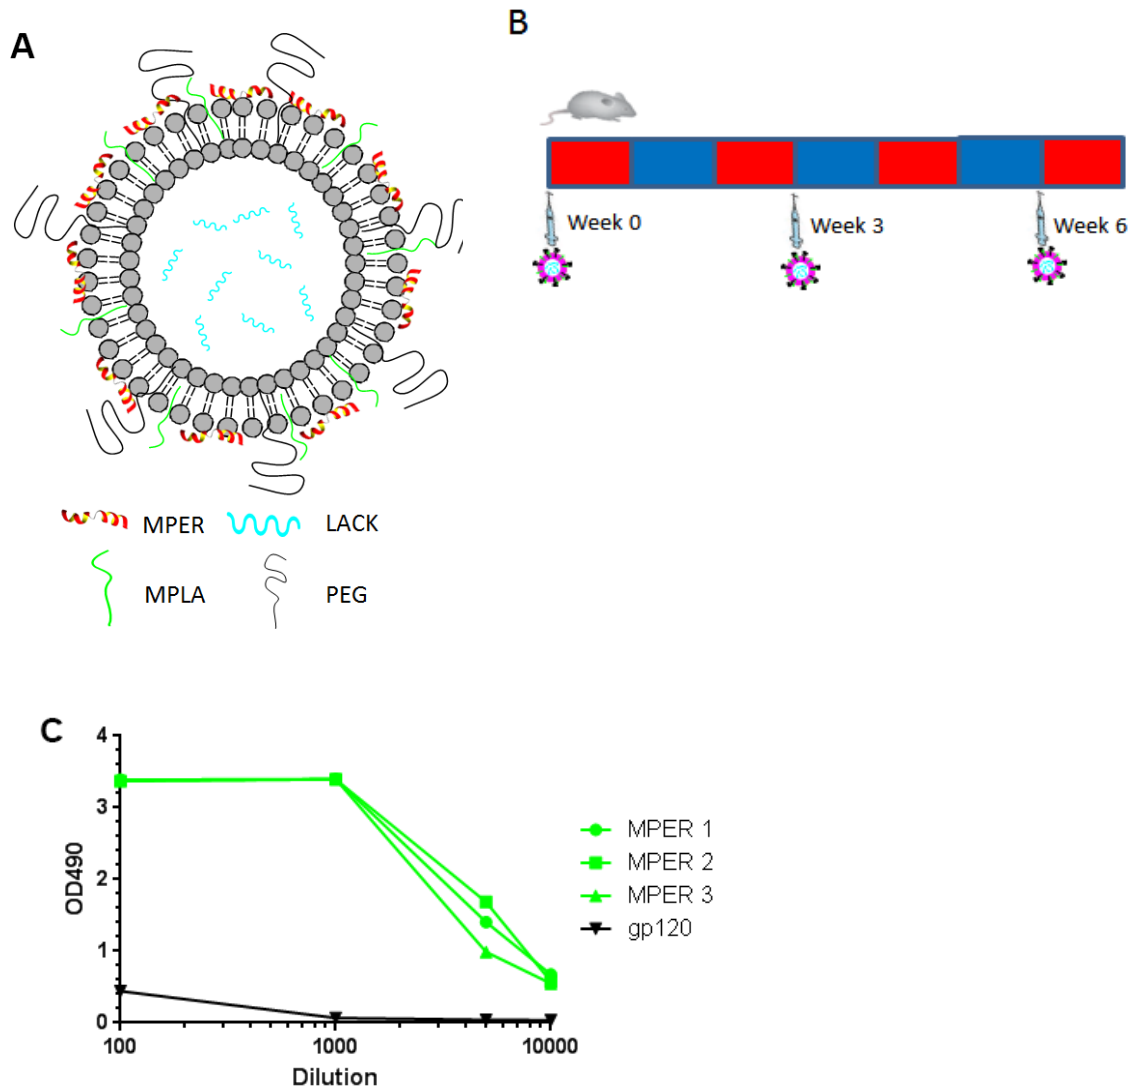 A
B
Week 0
Week 3
Week 6
MPER
LACK
MPLA
PEG
C
4
3
2
1
0
OD490
100
1000
10000
Dilution
MPER 1
MPER 2
MPER 3
gp120